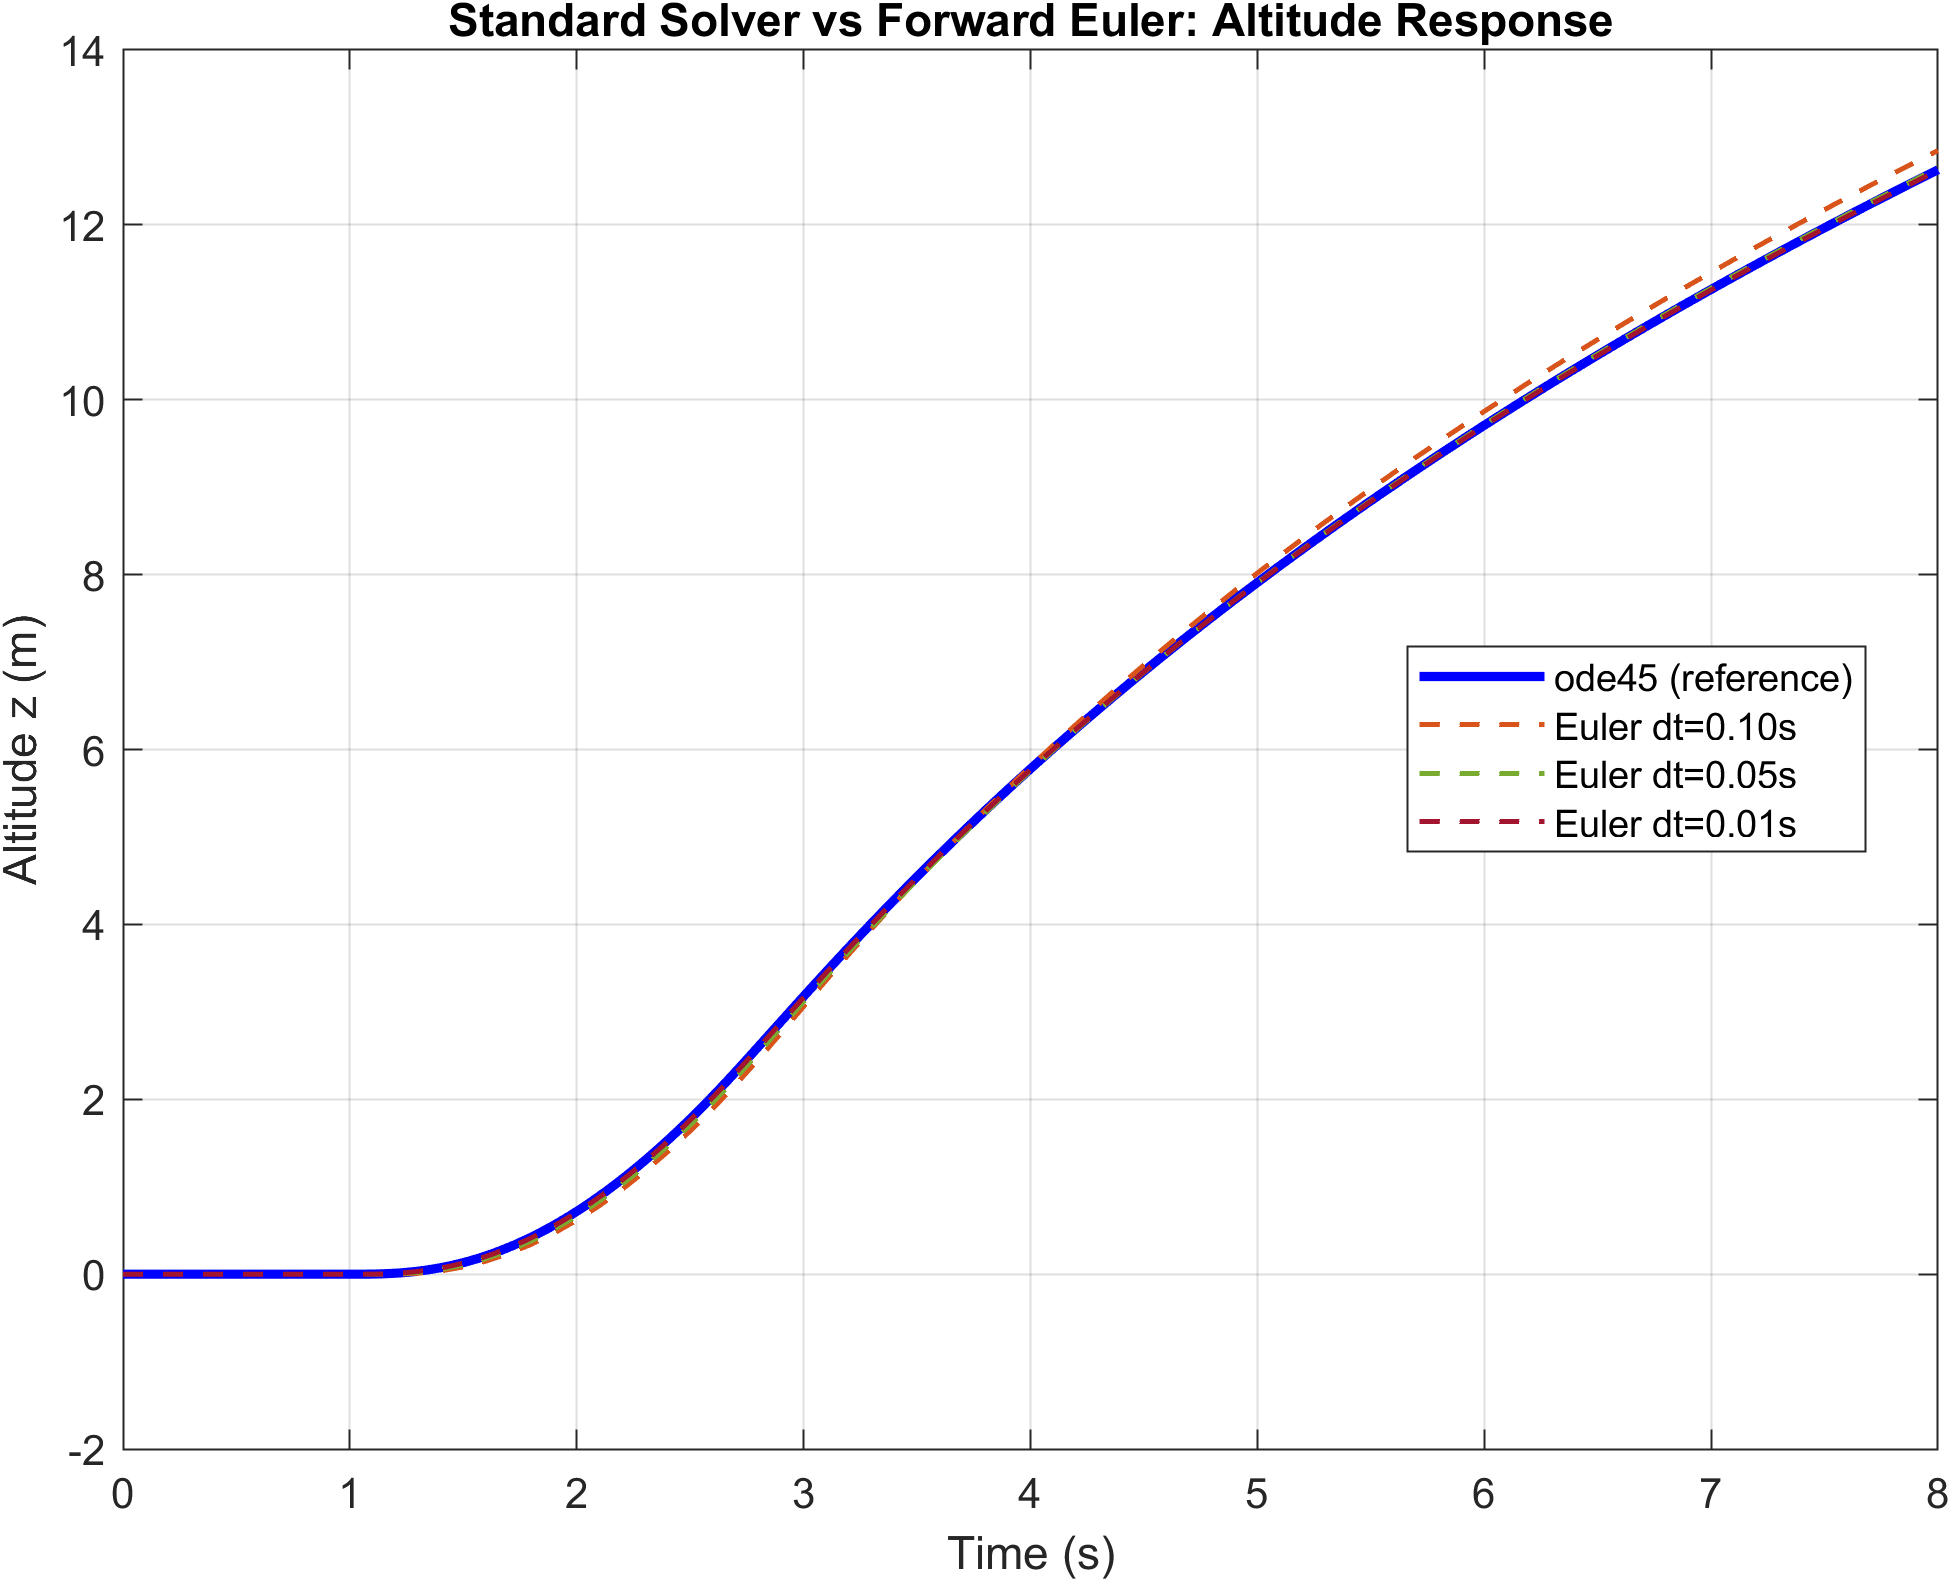 Standard Solver vs Forward Euler: Altitude Response
14
12
10
8
6
4
2
0
-2
Altitude z (m)
ode45 (reference)
Euler dt=0.10s
Euler dt=0.05s
Euler dt=0.01s
0 1 2 3 4 5 6 7 8
Time (s)